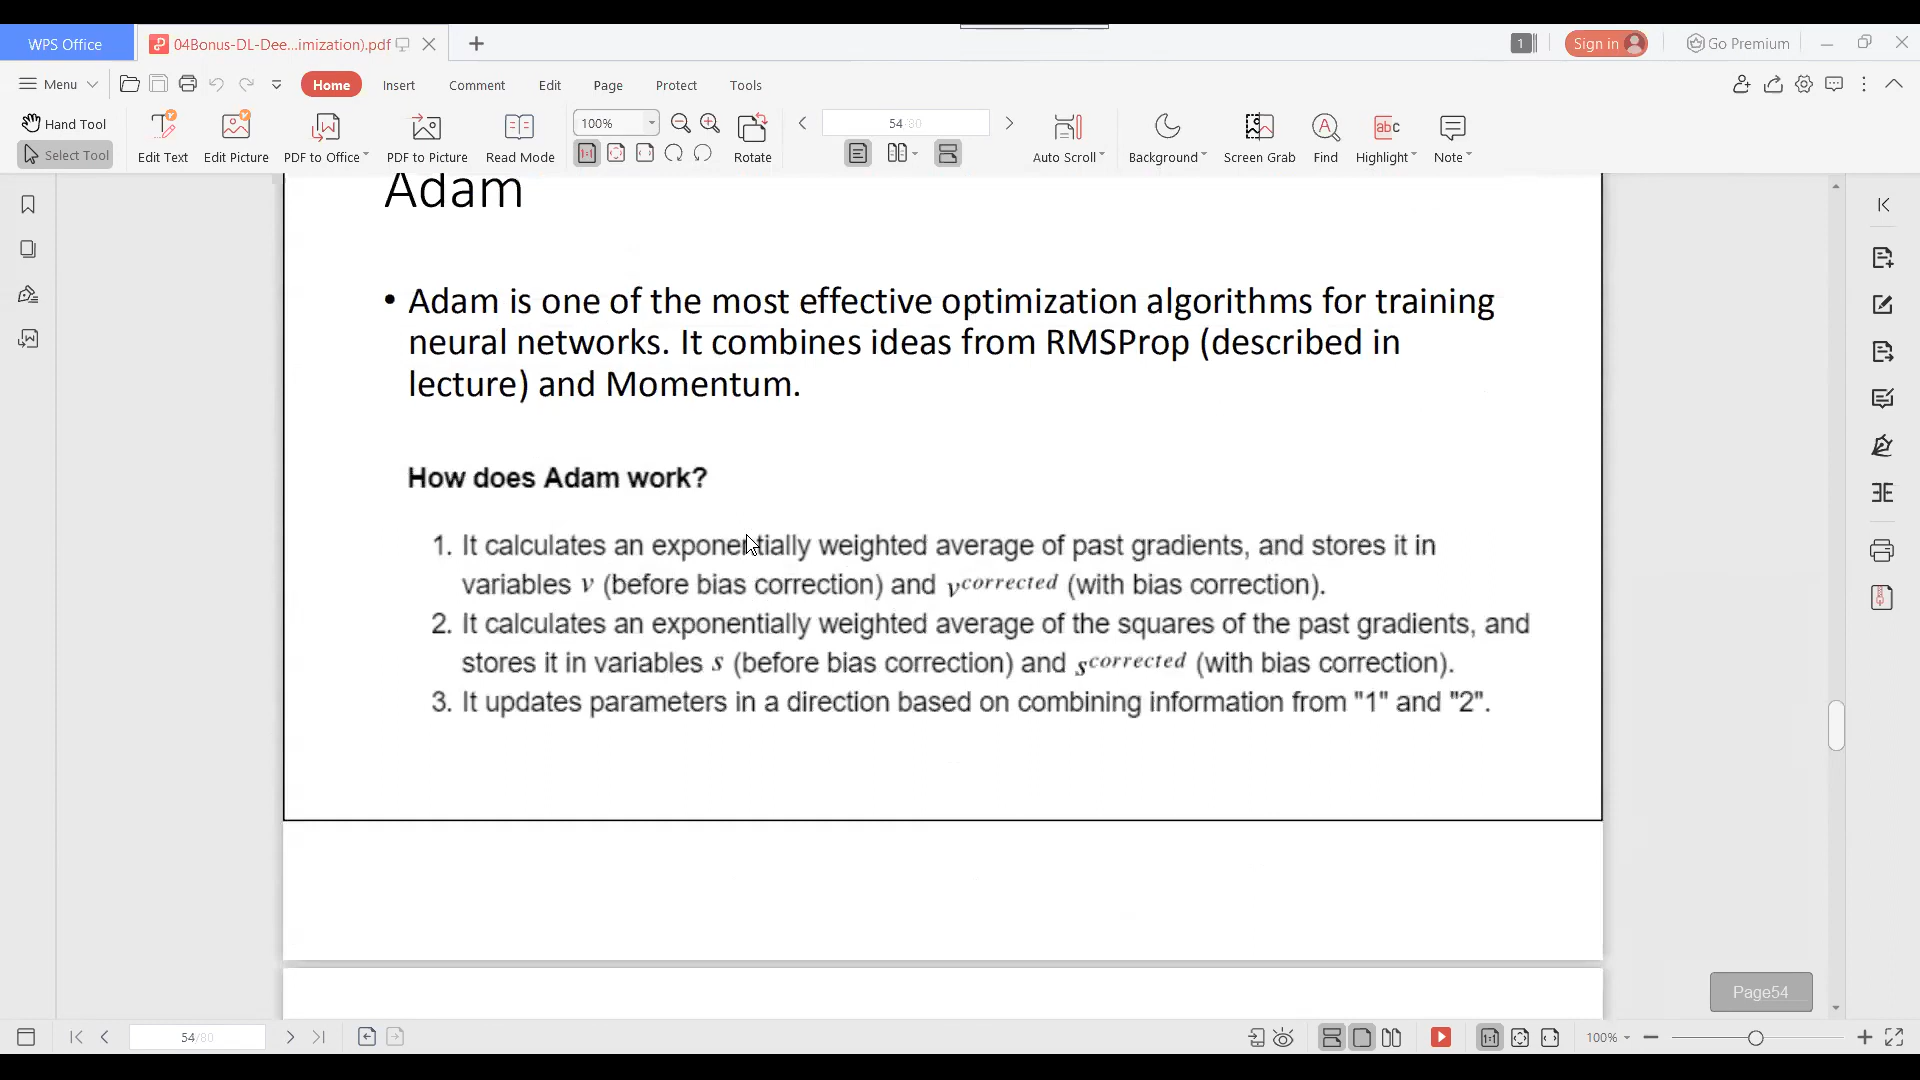 WPS Office
04Bonus-DL-Dee...imization).pdf
1
Sign in
Go Premium
Menu
Home
Insert
Comment
Edit
Page
Protect
Tools
Hand Tool
Select Tool
Edit Text
Edit Picture
PDF to Office
PDF to Picture
Read Mode
100%
Rotate
54/80
Auto Scroll
Background
Screen Grab
Find
Highlight
Note
Adam
• Adam is one of the most effective optimization algorithms for training
neural networks. It combines ideas from RMSProp (described in
lecture) and Momentum.
How does Adam work?
1. It calculates an exponentially weighted average of past gradients, and stores it in
variables v (before bias correction) and v^corrected (with bias correction).
2. It calculates an exponentially weighted average of the squares of the past gradients, and
stores it in variables s (before bias correction) and s^corrected (with bias correction).
3. It updates parameters in a direction based on combining information from "1" and "2".
Page54
54/80
100%